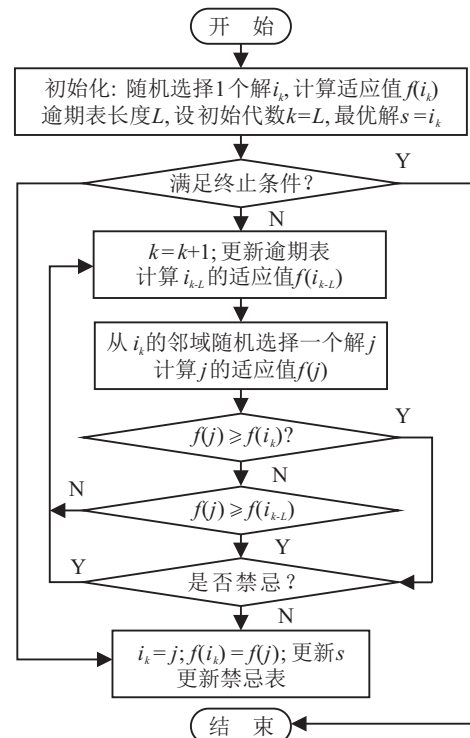 开 始
初始化: 随机选择1个解i_k, 计算适应值f(i_k)
逾期表长度L, 设初始代数k=L, 最优解s=i_k
满足终止条件?
Y
N
k=k+1; 更新逾期表
计算i_{k-L}的适应值f(i_{k-L})
从i_k的邻域随机选择一个解j
计算j的适应值f(j)
Y
f(j)⩾f(i_k)?
N
N
f(j)⩾f(i_{k-L})
Y
Y
是否禁忌?
N
i_k=j; f(i_k)=f(j); 更新s
更新禁忌表
结 束